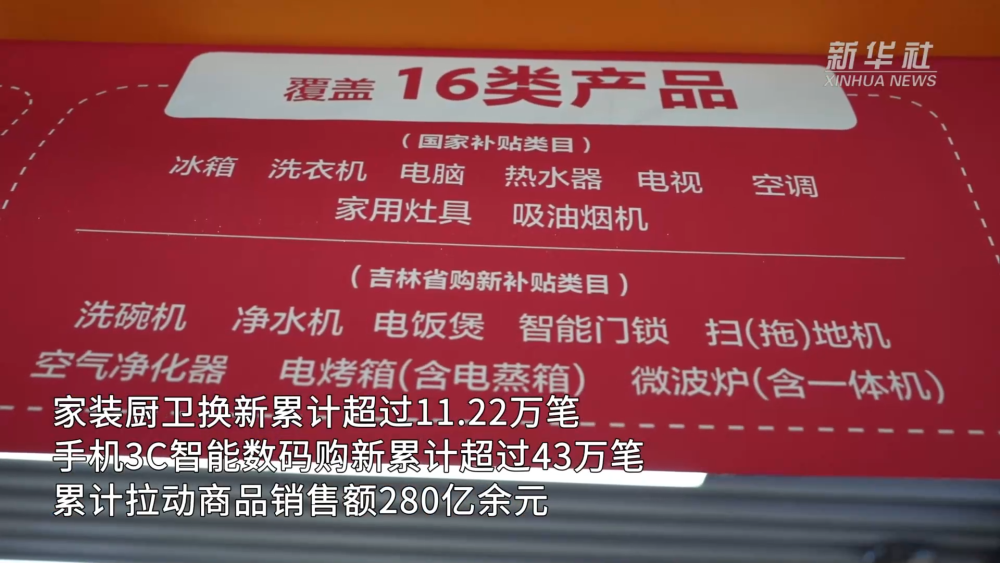 新华社
XINHUA NEWS
覆盖 16类产品
（国家补贴类目）
冰箱 洗衣机 电脑 热水器 电视 空调
家用灶具 吸油烟机
（吉林省购新补贴类目）
洗碗机 净水机 电饭煲 智能门锁 扫(拖)地机
空气净化器 电烤箱(含电蒸箱) 微波炉(含一体机)
家装厨卫换新累计超过11.22万笔
手机3C智能数码购新累计超过43万笔
累计拉动商品销售额280亿余元